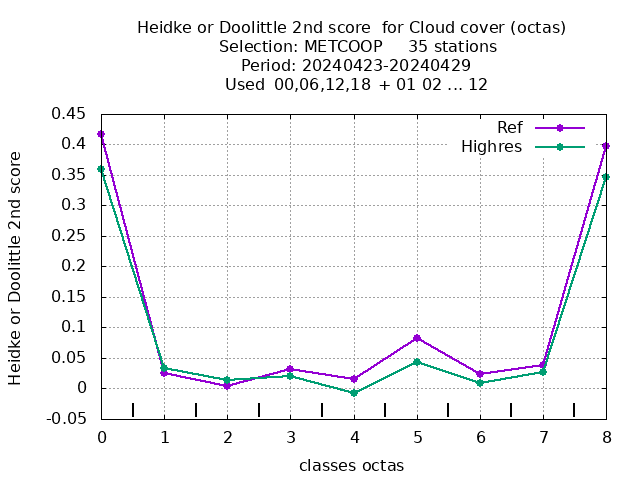 Heidke or Doolittle 2nd score  for Cloud cover (octas)
Selection: METCOOP     35 stations
Period: 20240423-20240429
Used  00,06,12,18 + 01 02 ... 12
Heidke or Doolittle 2nd score
0.45
0.4
0.35
0.3
0.25
0.2
0.15
0.1
0.05
0
-0.05
Ref
Highres
0 1 2 3 4 5 6 7 8
classes octas